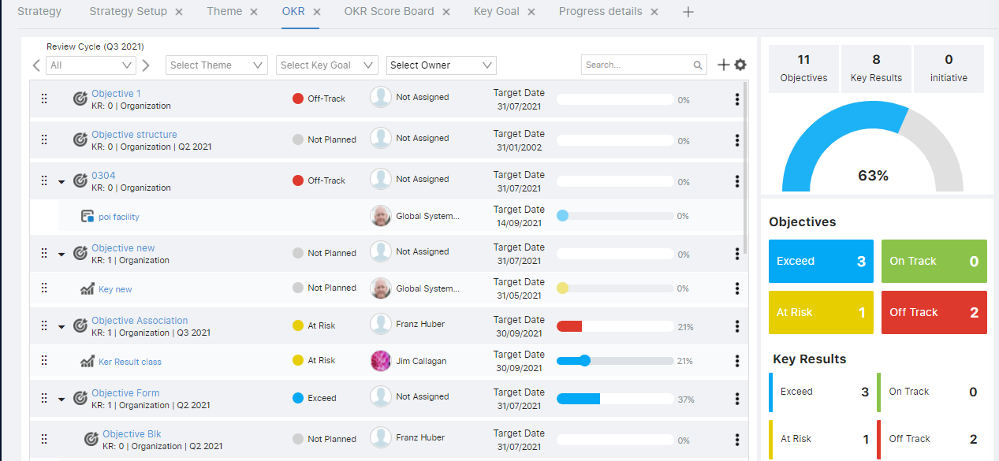 Strategy Strategy Setup Theme OKR OKR Score Board Key Goal Progress details
Review Cycle (Q3 2021)
All Select Theme Select Key Goal Select Owner Search...
Objective 1
KR: 0 | Organization
Off-Track
Not Assigned
Target Date
31/07/2021
0%
Objective structure
KR: 0 | Organization | Q2 2021
Not Planned
Not Assigned
Target Date
31/01/2002
0%
0304
KR: 0 | Organization
Off-Track
Not Assigned
Target Date
31/07/2021
0%
poi facility
Global System...
Target Date
14/09/2021
0%
Objective new
KR: 1 | Organization
Not Planned
Not Assigned
Target Date
31/07/2021
0%
Key new
Not Planned
Global System...
Target Date
31/05/2021
0%
Objective Association
KR: 1 | Organization | Q3 2021
At Risk
Franz Huber
Target Date
30/09/2021
21%
Ker Result class
At Risk
Jim Callagan
Target Date
30/09/2021
21%
Objective Form
KR: 1 | Organization | Q2 2021
Exceed
Not Assigned
Target Date
31/07/2021
37%
Objective Blk
KR: 0 | Organization | Q2 2021
Not Planned
Franz Huber
Target Date
31/07/2021
0%
11 8 0
Objectives Key Results initiative
63%
Objectives
Exceed 3 On Track 0
At Risk 1 Off Track 2
Key Results
Exceed 3 On Track 0
At Risk 1 Off Track 2